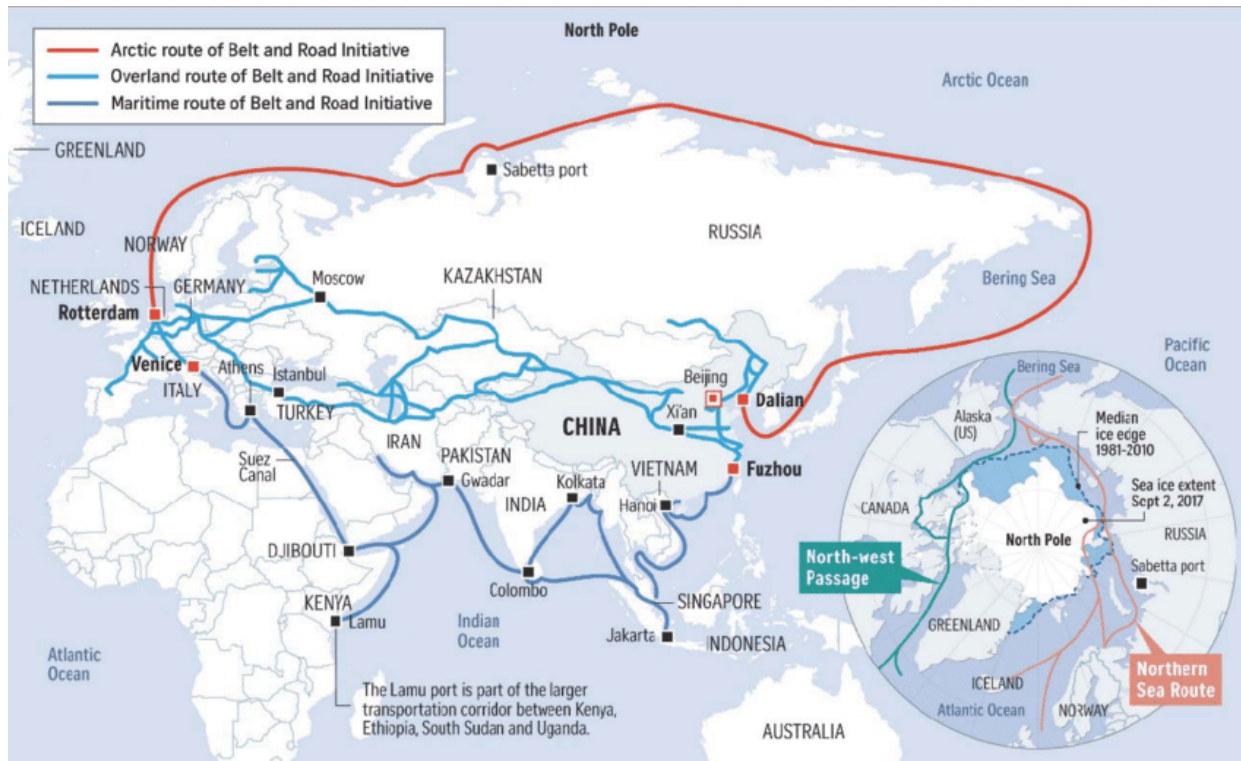 North Pole
Arctic route of Belt and Road Initiative
Overland route of Belt and Road Initiative
Maritime route of Belt and Road Initiative
Arctic Ocean
GREENLAND
Sabetta port
ICELAND
NORWAY
RUSSIA
Bering Sea
NETHERLANDS
GERMANY
Moscow
KAZAKHSTAN
Rotterdam
Pacific
Ocean
Venice
Athens
Istanbul
Beijing
ITALY
TURKEY
Xi'an
Dalian
CHINA
IRAN
PAKISTAN
Suez
Canal
Gwadar
VIETNAM
Fuzhou
INDIA
Kolkata
Hanoi
DJIBOUTI
Colombo
KENYA
Lamu
SINGAPORE
Indian
Ocean
Jakarta
INDONESIA
Atlantic
Ocean
The Lamu port is part of the larger
transportation corridor between Kenya,
Ethiopia, South Sudan and Uganda.
AUSTRALIA
Bering Sea
Alaska
(US)
Median
ice edge
1981-2010
Sea ice extent
Sept 2, 2017
CANADA
North Pole
RUSSIA
North-west
Passage
Sabetta port
GREENLAND
Northern
Sea Route
ICELAND
Atlantic Ocean
NORWAY